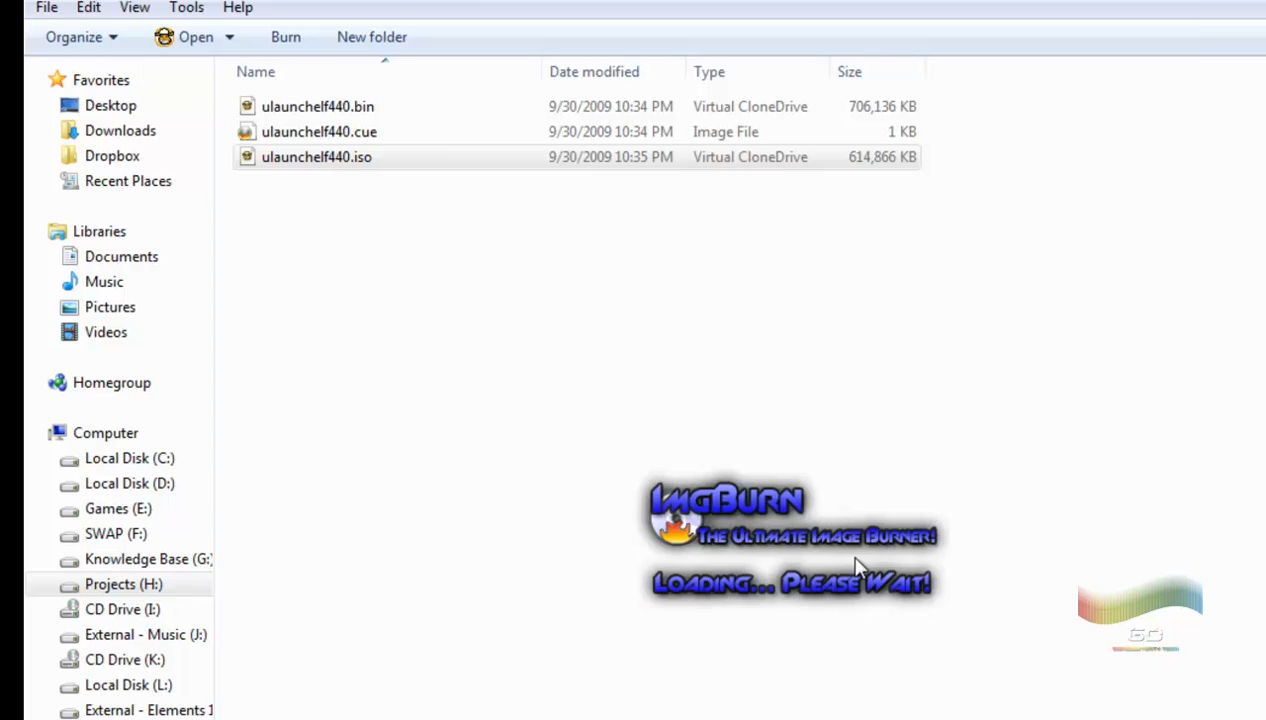 File Edit View Tools Help
Organize Open Burn New folder
Name Date modified Type Size
ulaunchelf440.bin 9/30/2009 10:34 PM Virtual CloneDrive 706,136 KB
ulaunchelf440.cue 9/30/2009 10:34 PM Image File 1 KB
ulaunchelf440.iso 9/30/2009 10:35 PM Virtual CloneDrive 614,866 KB
Favorites
Desktop
Downloads
Dropbox
Recent Places
Libraries
Documents
Music
Pictures
Videos
Homegroup
Computer
Local Disk (C:)
Local Disk (D:)
Games (E:)
SWAP (F:)
Knowledge Base (G:)
Projects (H:)
CD Drive (I:)
External - Music (J:)
CD Drive (K:)
Local Disk (L:)
External - Elements 1
ImgBurn
The Ultimate Image Burner!
Loading... Please Wait!